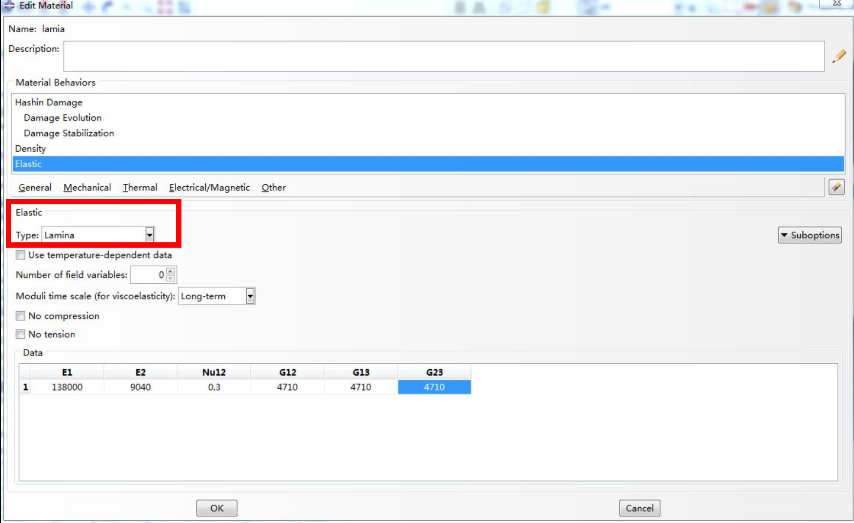 Edit Material
Name: lamia
Description:
Material Behaviors
Hashin Damage
Damage Evolution
Damage Stabilization
Density
Elastic
General Mechanical Thermal Electrical/Magnetic Other
Elastic
Type: Lamina
Suboptions
Use temperature-dependent data
Number of field variables: 0
Moduli time scale (for viscoelasticity): Long-term
No compression
No tension
Data
E1 E2 Nu12 G12 G13 G23
1 138000 9040 0.3 4710 4710 4710
OK Cancel